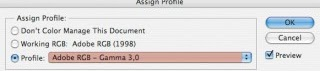 Assign Profile
Assign Profile:
Don't Color Manage This Document
Working RGB: Adobe RGB (1998)
Profile: Adobe RGB - Gamma 3,0
OK
Cancel
Preview